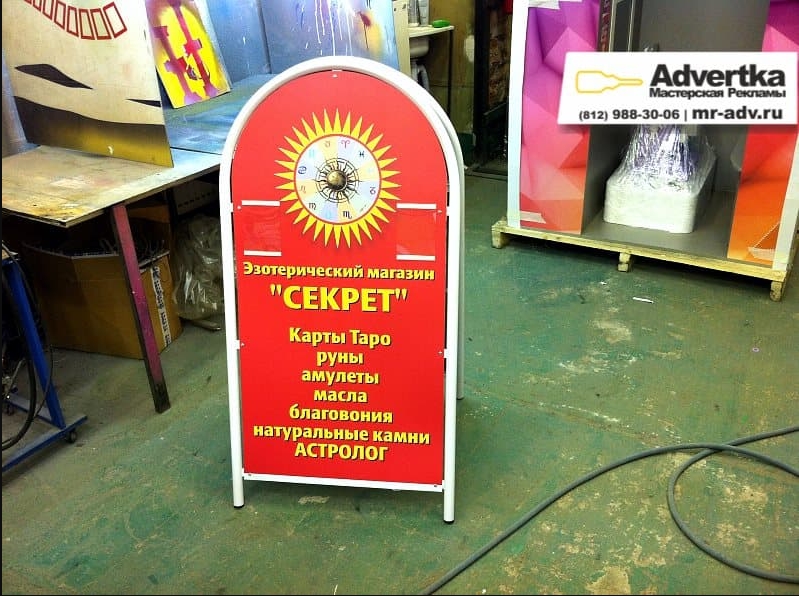 Advertka
Мастерская Рекламы
(812) 988-30-06 | mr-adv.ru
Эзотерический магазин
"СЕКРЕТ"
Карты Таро
руны
амулеты
масла
благовония
натуральные камни
АСТРОЛОГ